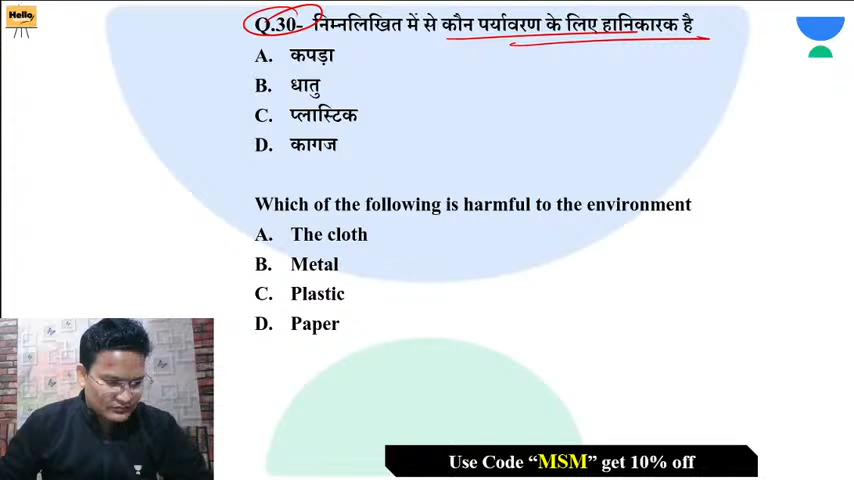 Hello
Q.30- निम्नलिखित में से कौन पर्यावरण के लिए हानिकारक है
A. कपड़ा
B. धातु
C. प्लास्टिक
D. कागज
Which of the following is harmful to the environment
A. The cloth
B. Metal
C. Plastic
D. Paper
Use Code “MSM” get 10% off